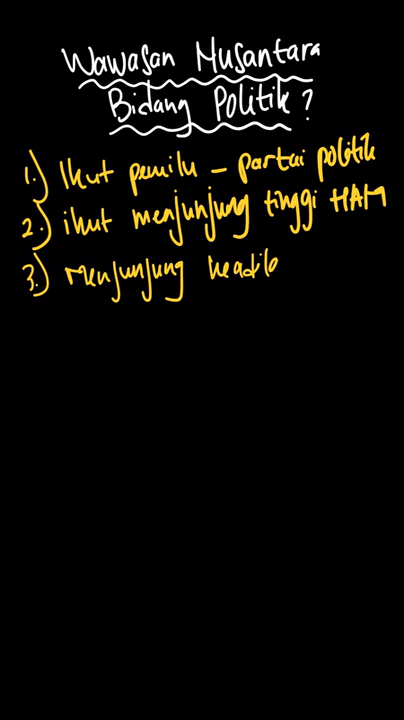 Wawasan Nusantara
Bidang Politik?
1.) Ikut pemilu - partai politik
2.) ikut menjunjung tinggi HAM
3.) menjunjung keadilo